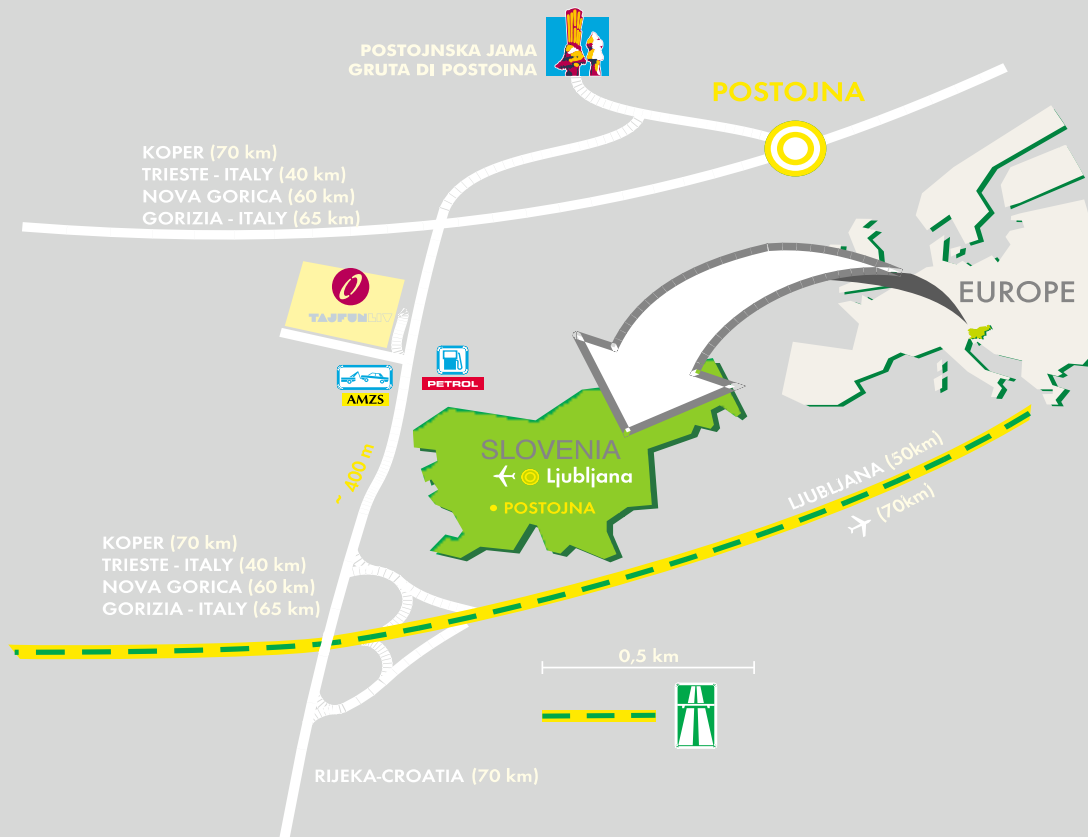 POSTOJNSKA JAMA
GRUTA DI POSTOINA
POSTOJNA
KOPER (70 km)
TRIESTE - ITALY (40 km)
NOVA GORICA (60 km)
GORIZIA - ITALY (65 km)
EUROPE
TAJFUNLIV
PETROL
AMZS
SLOVENIA
Ljubljana
POSTOJNA
~ 400 m
LJUBLJANA (50km)
(70km)
KOPER (70 km)
TRIESTE - ITALY (40 km)
NOVA GORICA (60 km)
GORIZIA - ITALY (65 km)
0,5 km
RIJEKA-CROATIA (70 km)